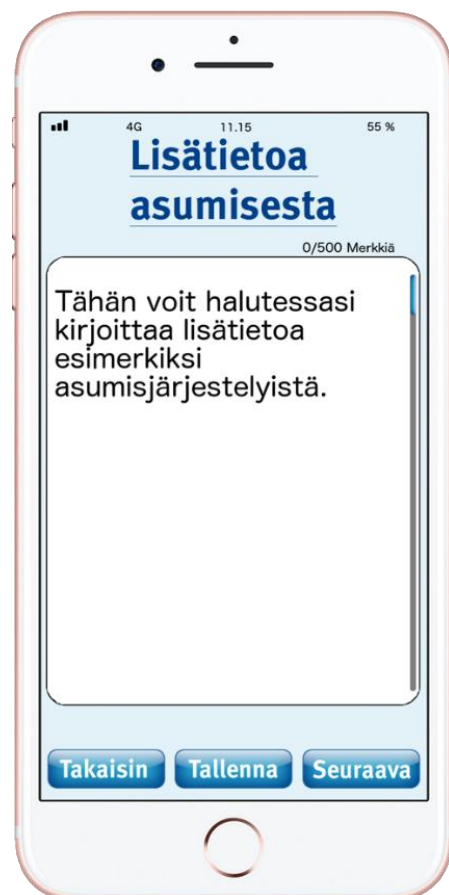 4G 11.15 55 %
Lisätietoa
asumisesta
0/500 Merkkiä
Tähän voit halutessasi
kirjoittaa lisätietoa
esimerkiksi
asumisjärjestelyistä.
Takaisin Tallenna Seuraava